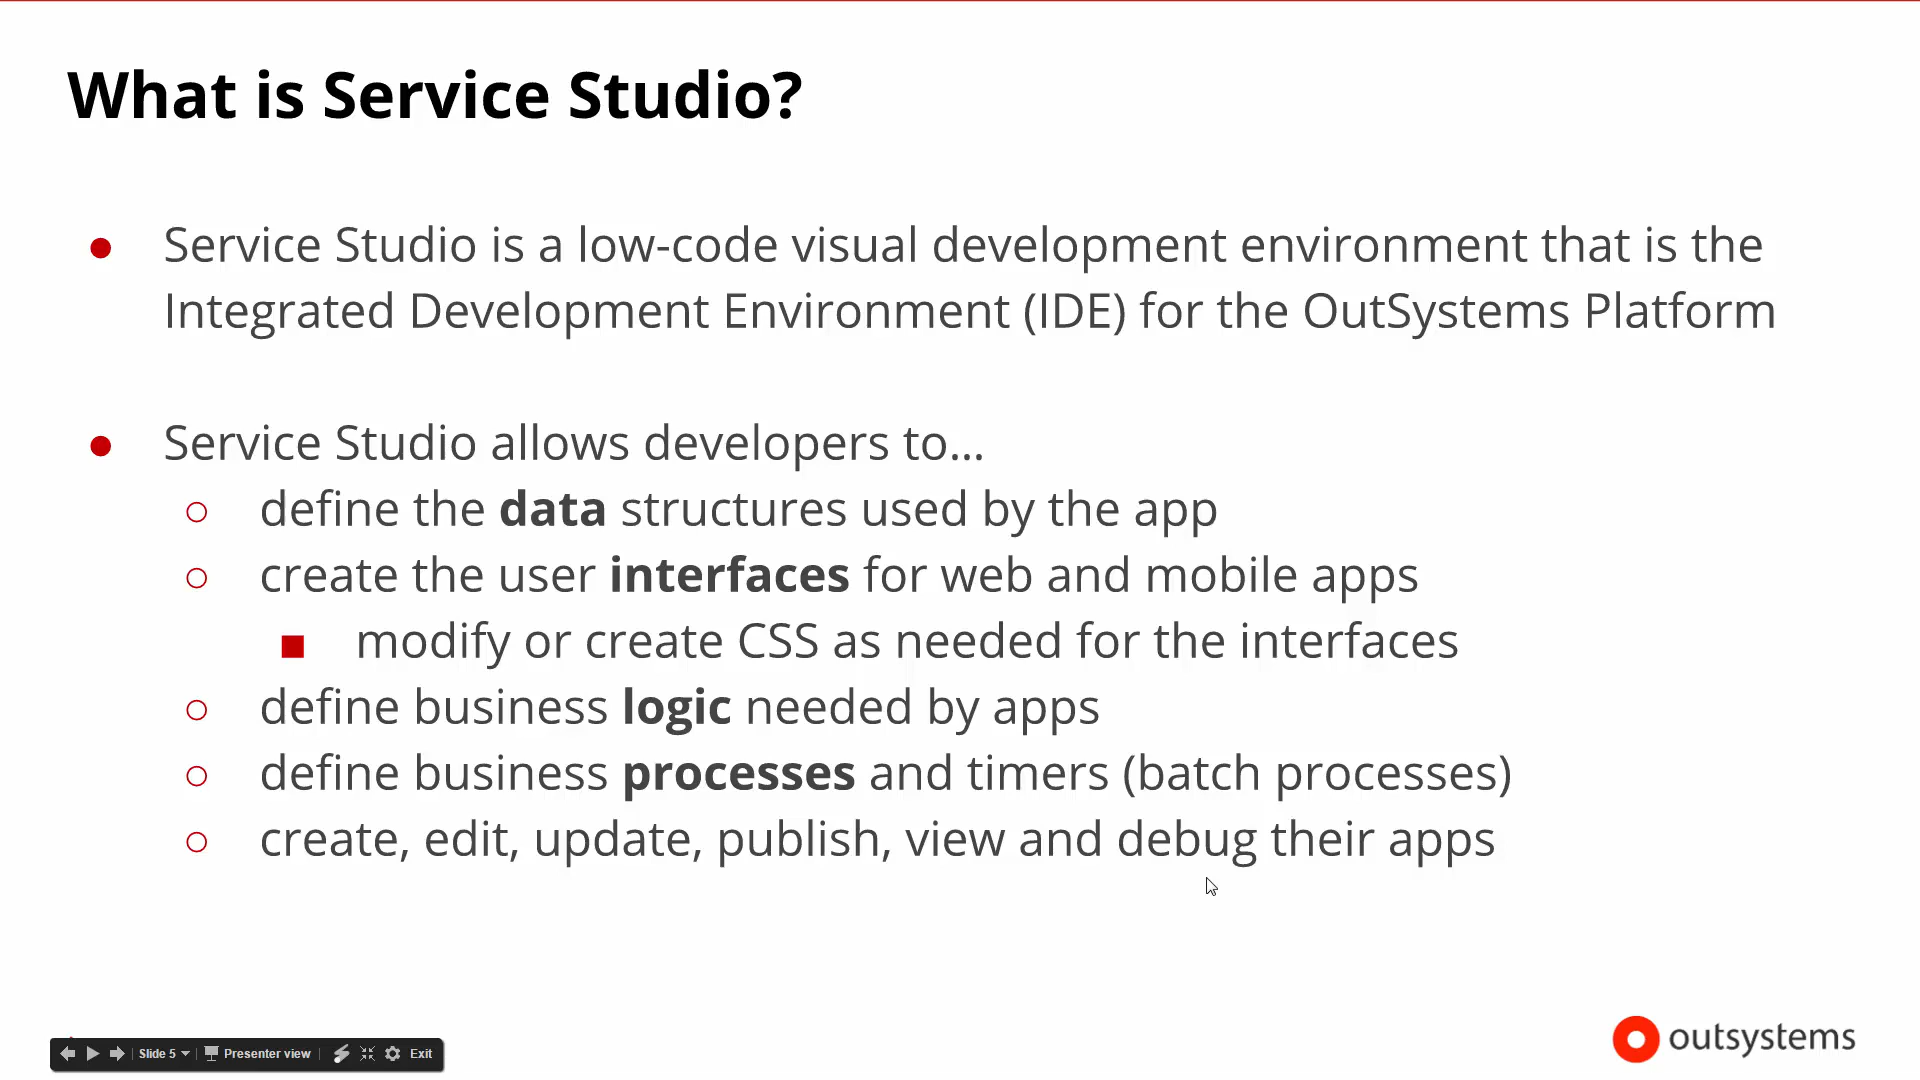 What is Service Studio?
● Service Studio is a low-code visual development environment that is the
Integrated Development Environment (IDE) for the OutSystems Platform
● Service Studio allows developers to…
○ define the data structures used by the app
○ create the user interfaces for web and mobile apps
■ modify or create CSS as needed for the interfaces
○ define business logic needed by apps
○ define business processes and timers (batch processes)
○ create, edit, update, publish, view and debug their apps
Slide 5 Presenter view Exit
outsystems